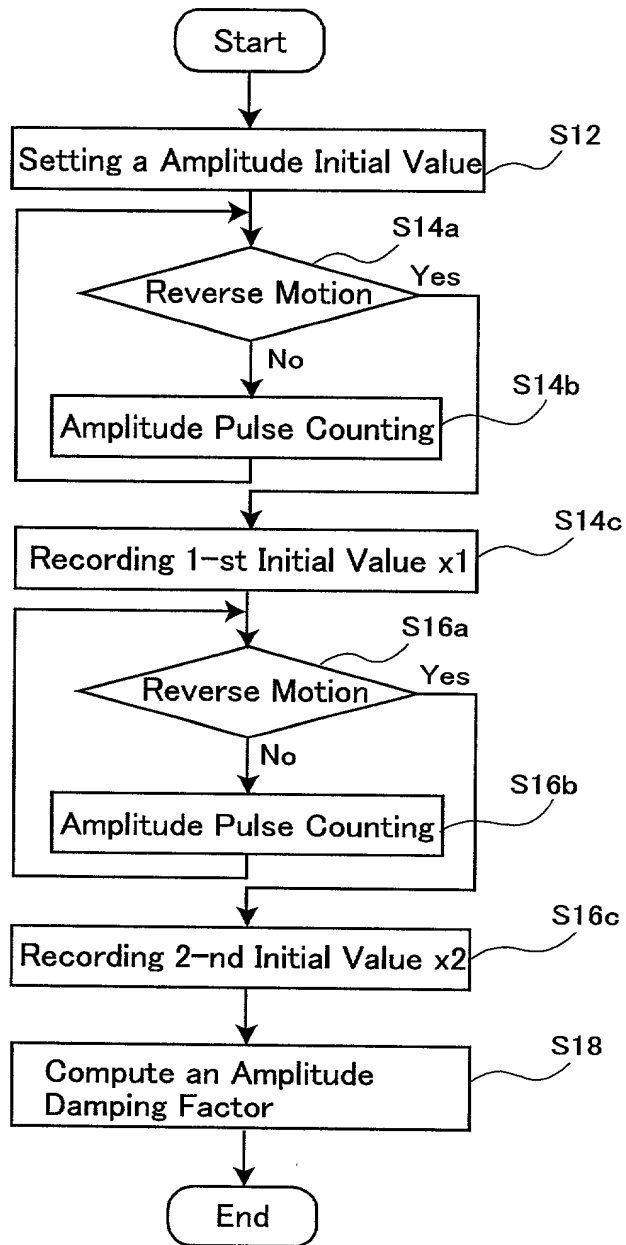 Start
Setting a Amplitude Initial Value
S12
S14a
Reverse Motion
Yes
No
S14b
Amplitude Pulse Counting
S14c
Recording 1-st Initial Value x1
S16a
Reverse Motion
Yes
No
S16b
Amplitude Pulse Counting
S16c
Recording 2-nd Initial Value x2
S18
Compute an Amplitude
Damping Factor
End